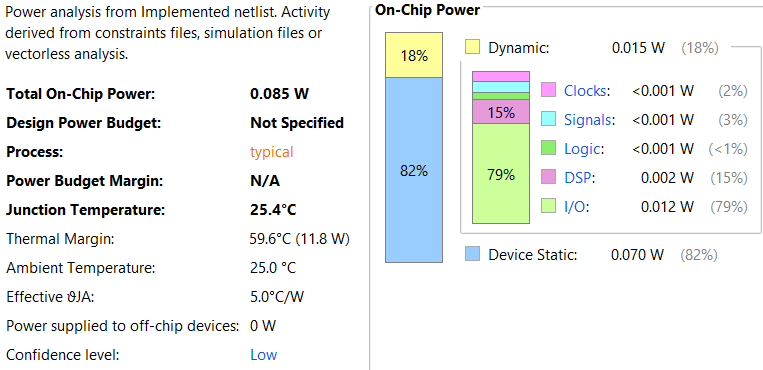 Power analysis from Implemented netlist. Activity
derived from constraints files, simulation files or
vectorless analysis.
Total On-Chip Power: 0.085 W
Design Power Budget: Not Specified
Process: typical
Power Budget Margin: N/A
Junction Temperature: 25.4°C
Thermal Margin: 59.6°C (11.8 W)
Ambient Temperature: 25.0 °C
Effective ϑJA: 5.0°C/W
Power supplied to off-chip devices: 0 W
Confidence level: Low
On-Chip Power
18%
82%
Dynamic: 0.015 W (18%)
15%
79%
Clocks: <0.001 W (2%)
Signals: <0.001 W (3%)
Logic: <0.001 W (<1%)
DSP: 0.002 W (15%)
I/O: 0.012 W (79%)
Device Static: 0.070 W (82%)